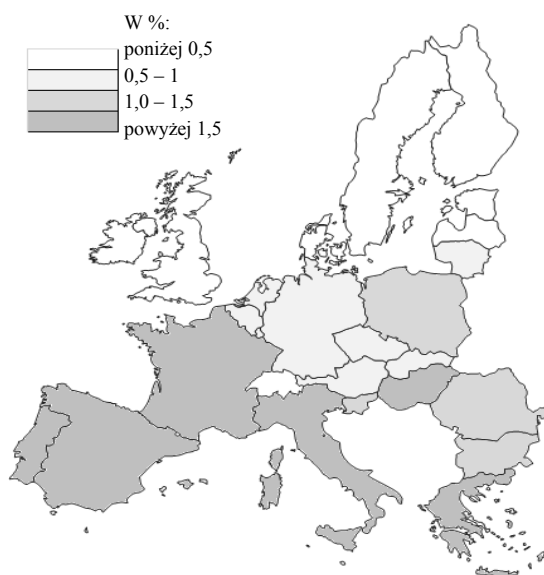 W %:
poniżej 0,5
0,5 – 1
1,0 – 1,5
powyżej 1,5